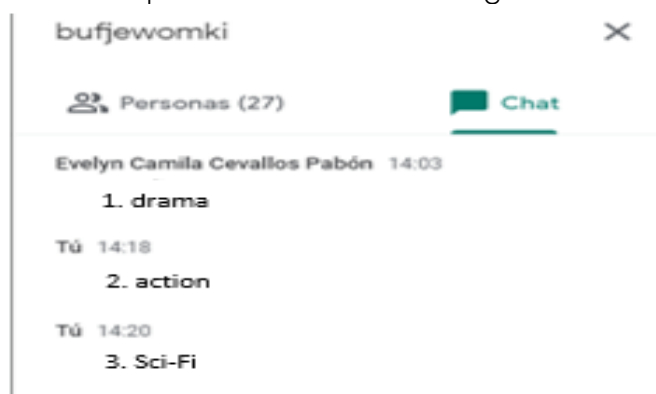 bufjewomki
Personas (27) Chat
Evelyn Camila Cevallos Pabón 14:03
1. drama
Tú 14:18
2. action
Tú 14:20
3. Sci-Fi